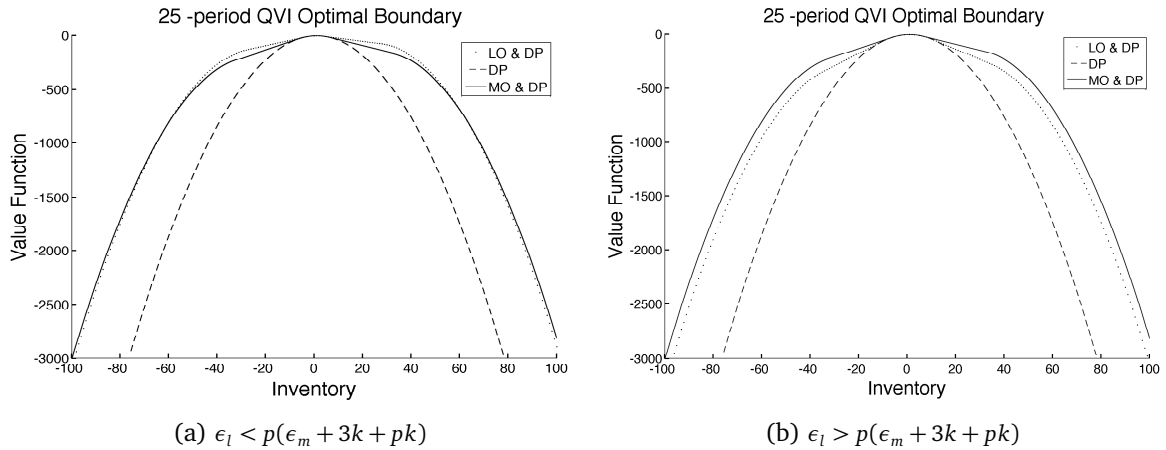 25 -period QVI Optimal Boundary
0
-500
-1000
-1500
-2000
-2500
-3000
Value Function
-100 -80 -60 -40 -20 0 20 40 60 80 100
Inventory
LO & DP
DP
MO & DP
(a) ϵ_l < p(ϵ_m + 3k + pk)
25 -period QVI Optimal Boundary
0
-500
-1000
-1500
-2000
-2500
-3000
Value Function
-100 -80 -60 -40 -20 0 20 40 60 80 100
Inventory
LO & DP
DP
MO & DP
(b) ϵ_l > p(ϵ_m + 3k + pk)